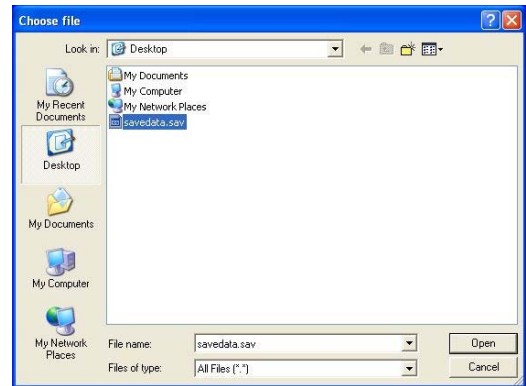 Choose file
Look in: Desktop
My Recent
Documents
Desktop
My Documents
My Computer
My Network
Places
My Documents
My Computer
My Network Places
savedata.sav
File name: savedata.sav Open
Files of type: All Files (*.*) Cancel